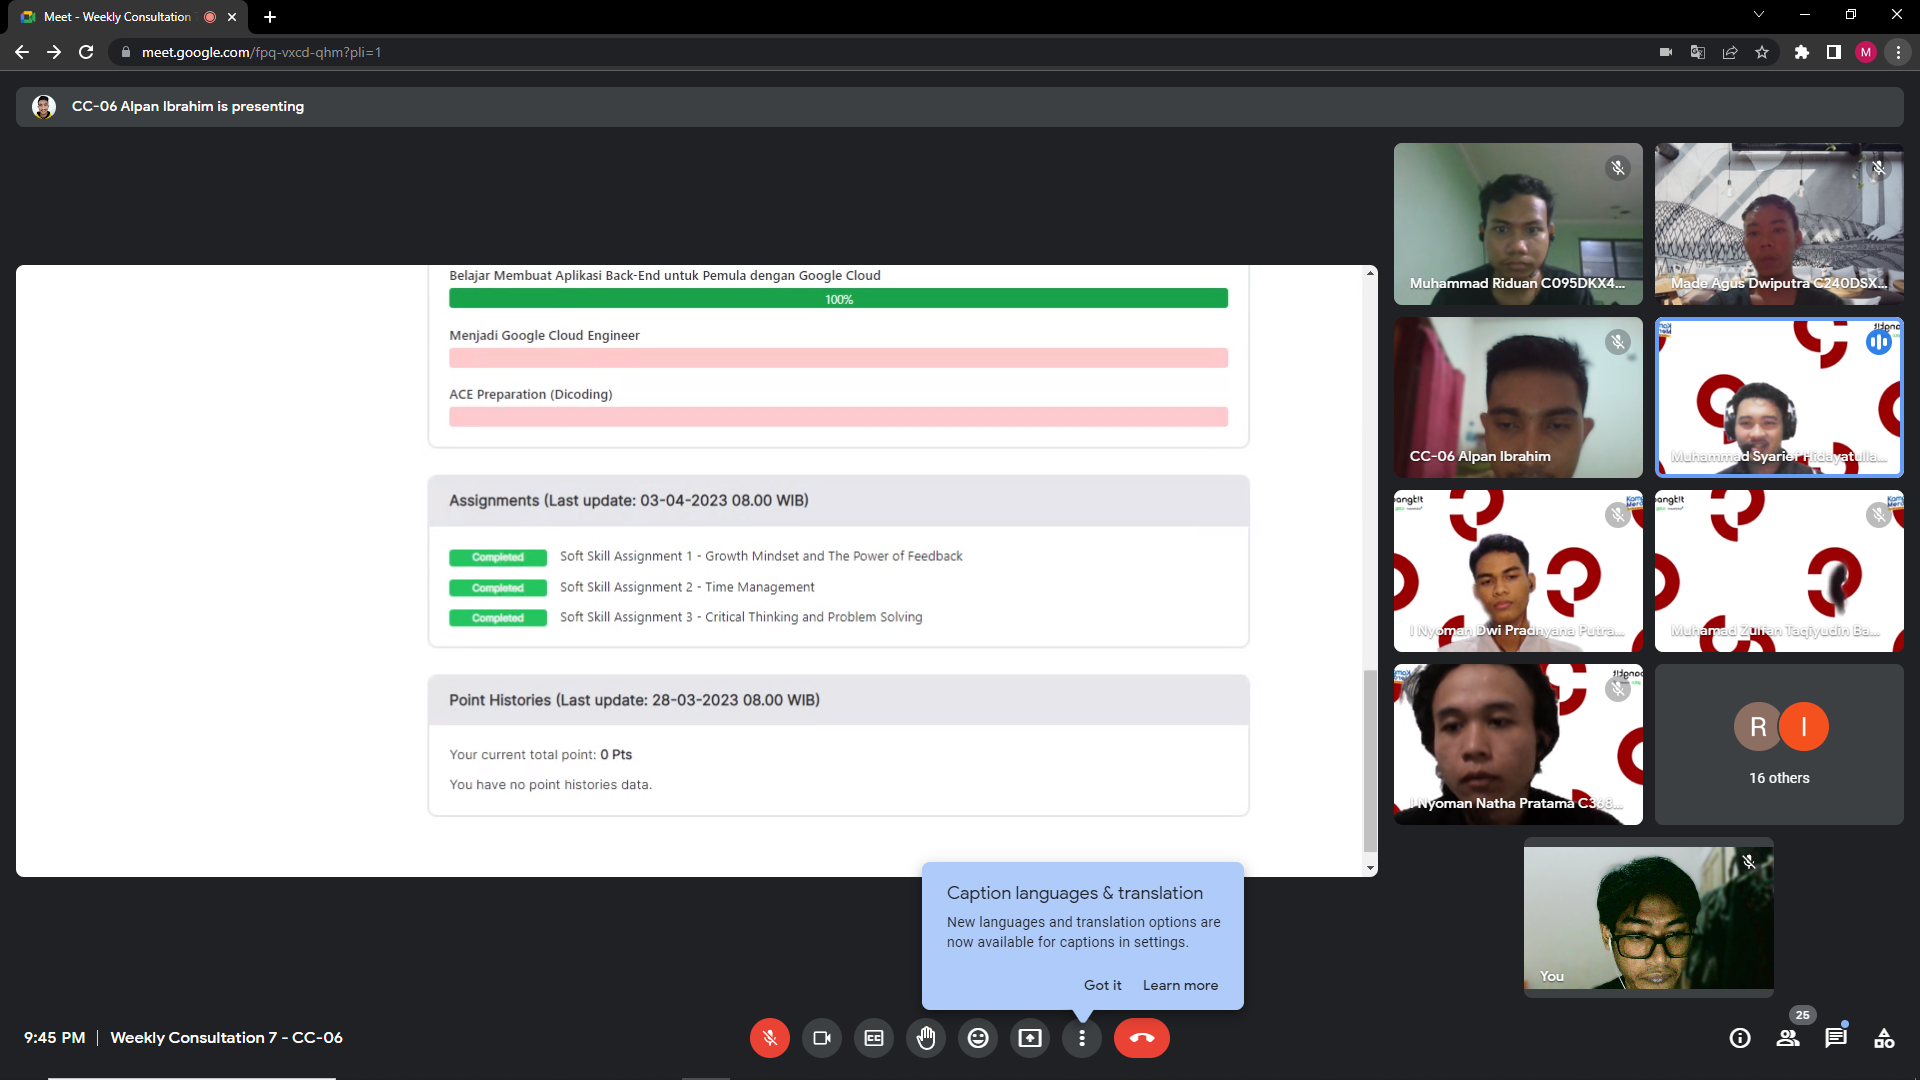 Meet - Weekly Consultation
meet.google.com/fpq-vxcd-qhm?pli=1
M
CC-06 Alpan Ibrahim is presenting
Belajar Membuat Aplikasi Back-End untuk Pemula dengan Google Cloud
100%
Menjadi Google Cloud Engineer
ACE Preparation (Dicoding)
Assignments (Last update: 03-04-2023 08.00 WIB)
Completed Soft Skill Assignment 1 - Growth Mindset and The Power of Feedback
Completed Soft Skill Assignment 2 - Time Management
Completed Soft Skill Assignment 3 - Critical Thinking and Problem Solving
Point Histories (Last update: 28-03-2023 08.00 WIB)
Your current total point: 0 Pts
You have no point histories data.
Muhammad Riduan C095DKX4...
Made Agus Dwiputra C240DSX...
CC-06 Alpan Ibrahim
Muhammad Syarief Hidayatulla...
I Nyoman Dwi Pradnyana Putra...
Muhamad Zulfan Taqiyudin Ba...
I Nyoman Natha Pratama C368...
R I
16 others
You
Caption languages & translation
New languages and translation options are
now available for captions in settings.
Got it Learn more
9:45 PM | Weekly Consultation 7 - CC-06
CC
25